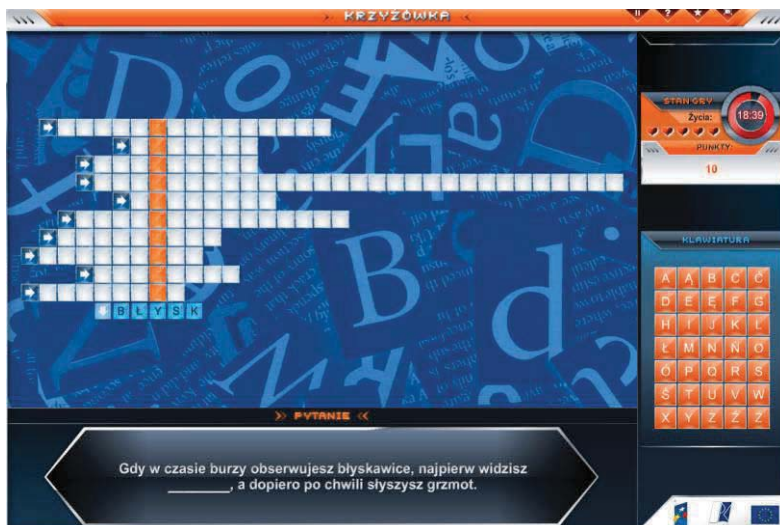 KRZYŻÓWKA
STAN GRY
Życia:
18:39
PUNKTY:
10
BŁYSK
KLAWIATURA
A Ą B C Ć
D E Ę F G
H I J K L
Ł M N Ń O
Ó P Q R S
Ś T U V W
X Y Z Ź Ż
PYTANIE
Gdy w czasie burzy obserwujesz błyskawice, najpierw widzisz
________, a dopiero po chwili słyszysz grzmot.